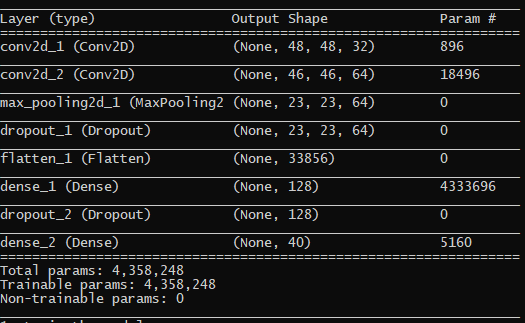 Layer (type) Output Shape Param #
=================================================================
conv2d_1 (Conv2D) (None, 48, 48, 32) 896
_________________________________________________________________
conv2d_2 (Conv2D) (None, 46, 46, 64) 18496
_________________________________________________________________
max_pooling2d_1 (MaxPooling2 (None, 23, 23, 64) 0
_________________________________________________________________
dropout_1 (Dropout) (None, 23, 23, 64) 0
_________________________________________________________________
flatten_1 (Flatten) (None, 33856) 0
_________________________________________________________________
dense_1 (Dense) (None, 128) 4333696
_________________________________________________________________
dropout_2 (Dropout) (None, 128) 0
_________________________________________________________________
dense_2 (Dense) (None, 40) 5160
=================================================================
Total params: 4,358,248
Trainable params: 4,358,248
Non-trainable params: 0
_________________________________________________________________